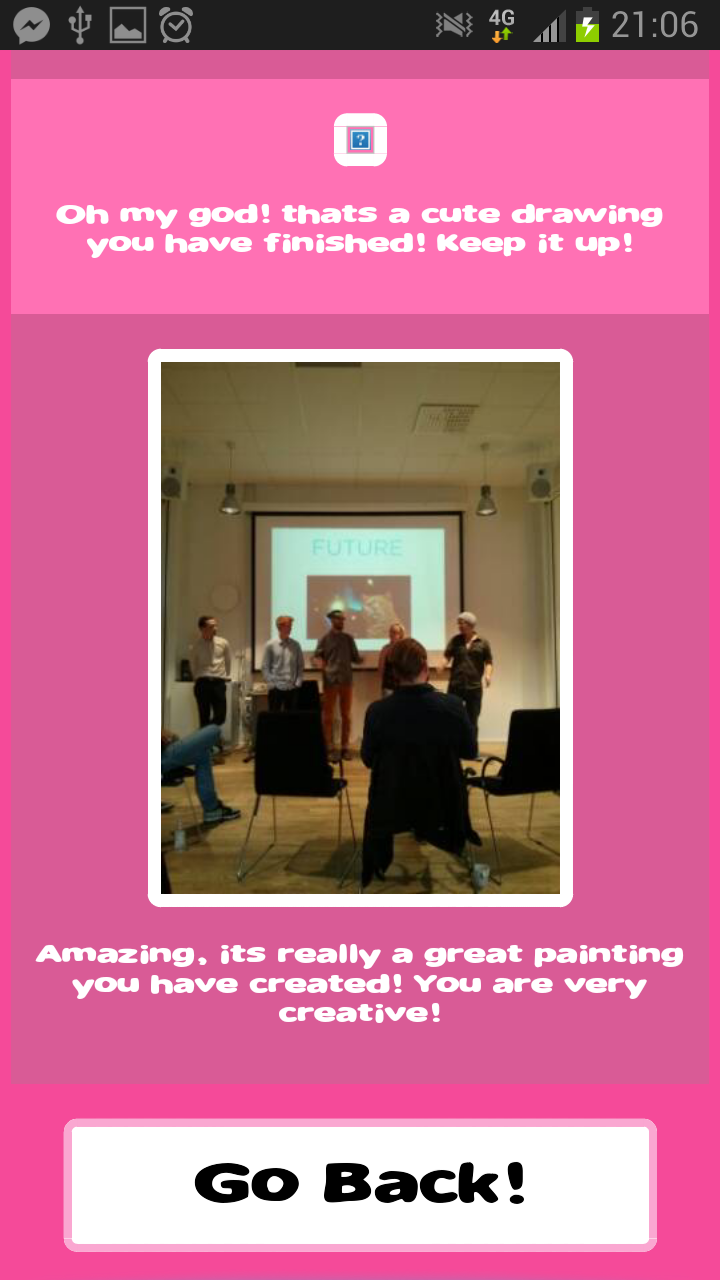 4G 21:06
?
Oh my god! thats a cute drawing
you have finished! Keep it up!
FUTURE
Amazing, its really a great painting
you have created! You are very
creative!
Go Back!